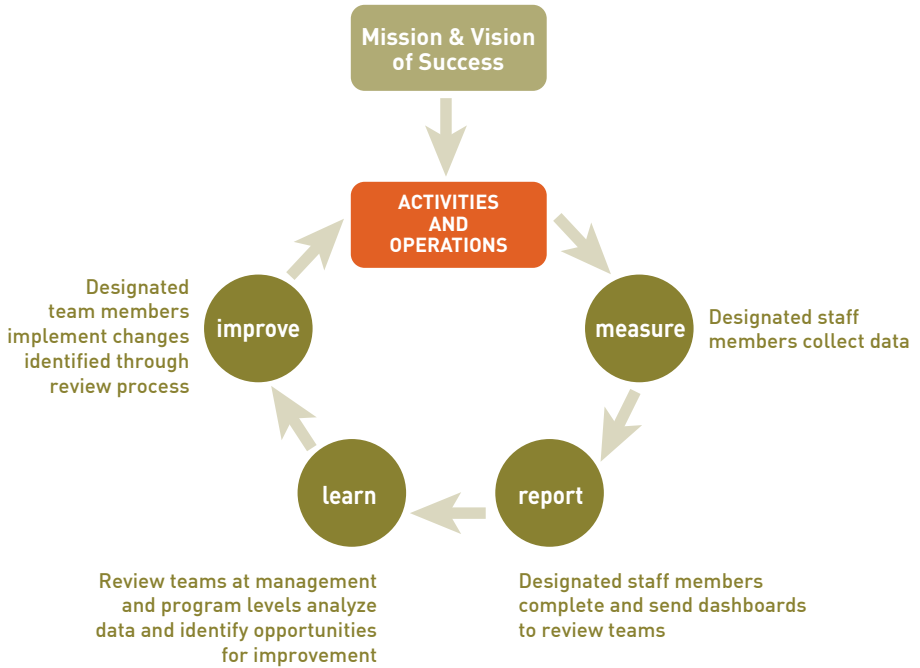 Mission & Vision
of Success
ACTIVITIES
AND
OPERATIONS
measure
Designated staff
members collect data
report
Designated staff members
complete and send dashboards
to review teams
learn
Review teams at management
and program levels analyze
data and identify opportunities
for improvement
improve
Designated
team members
implement changes
identified through
review process